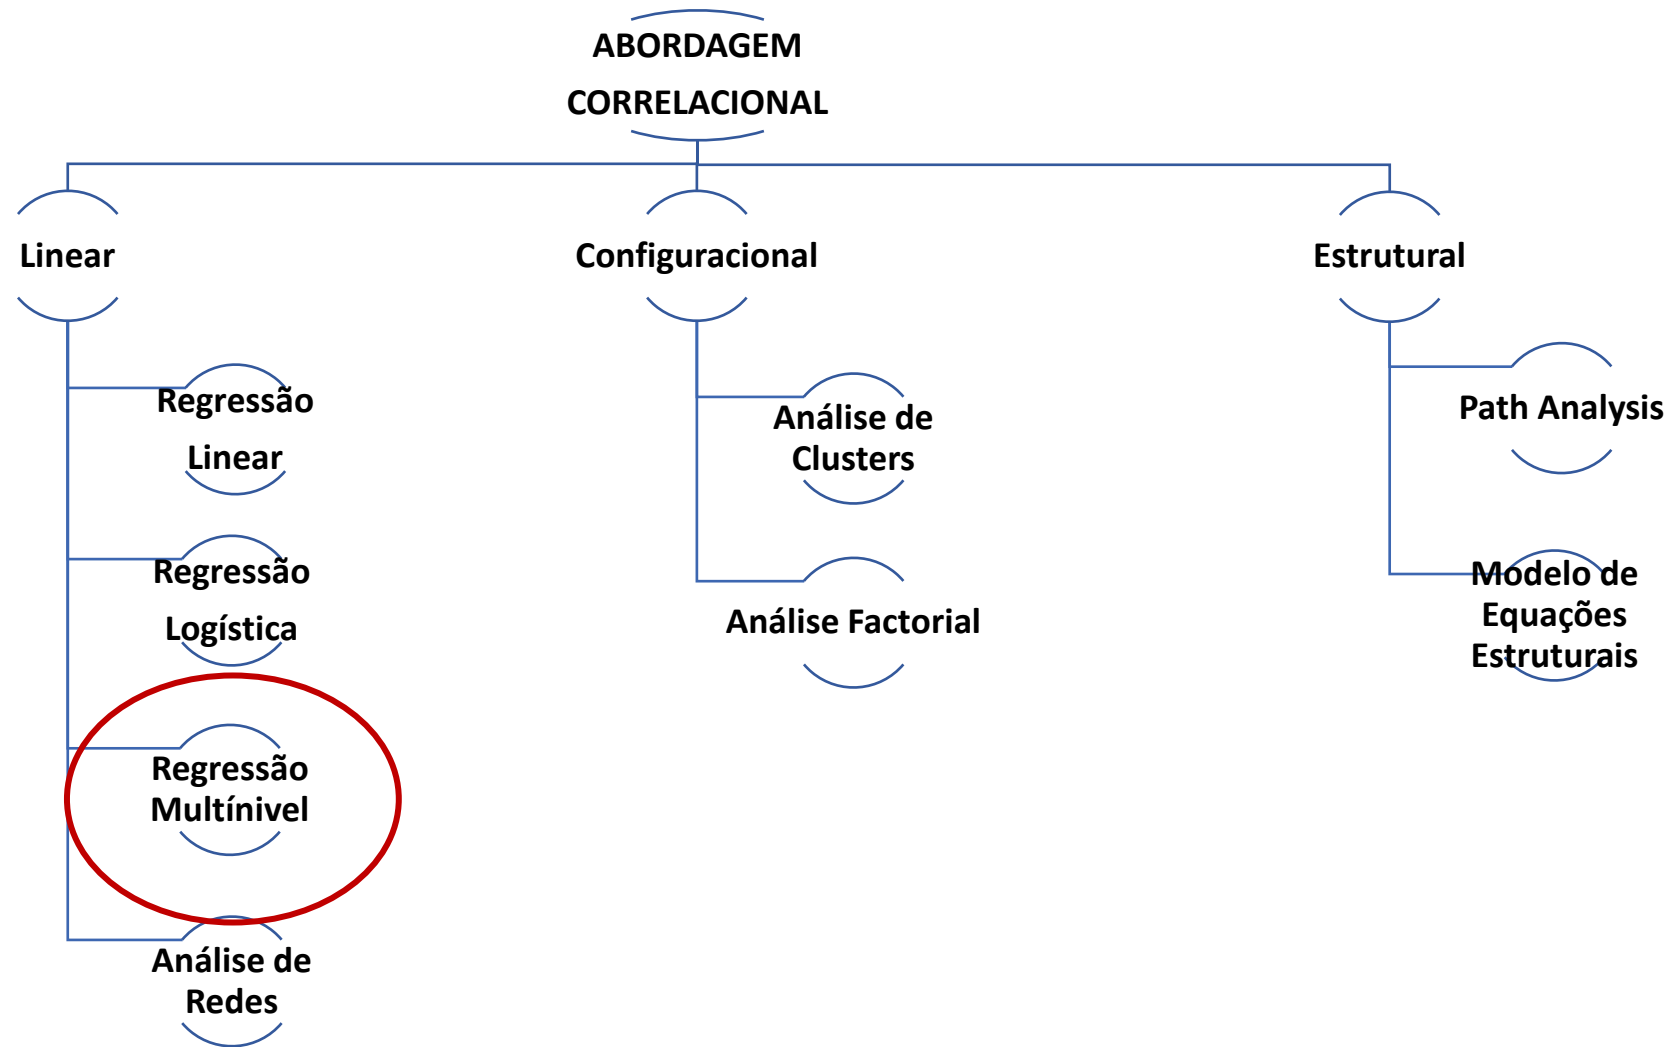 ABORDAGEM
CORRELACIONAL
Linear
Configuracional
Estrutural
Regressão
Linear
Regressão
Logística
Regressão
Multínivel
Análise de
Redes
Análise de
Clusters
Análise Factorial
Path Analysis
Modelo de
Equações
Estruturais